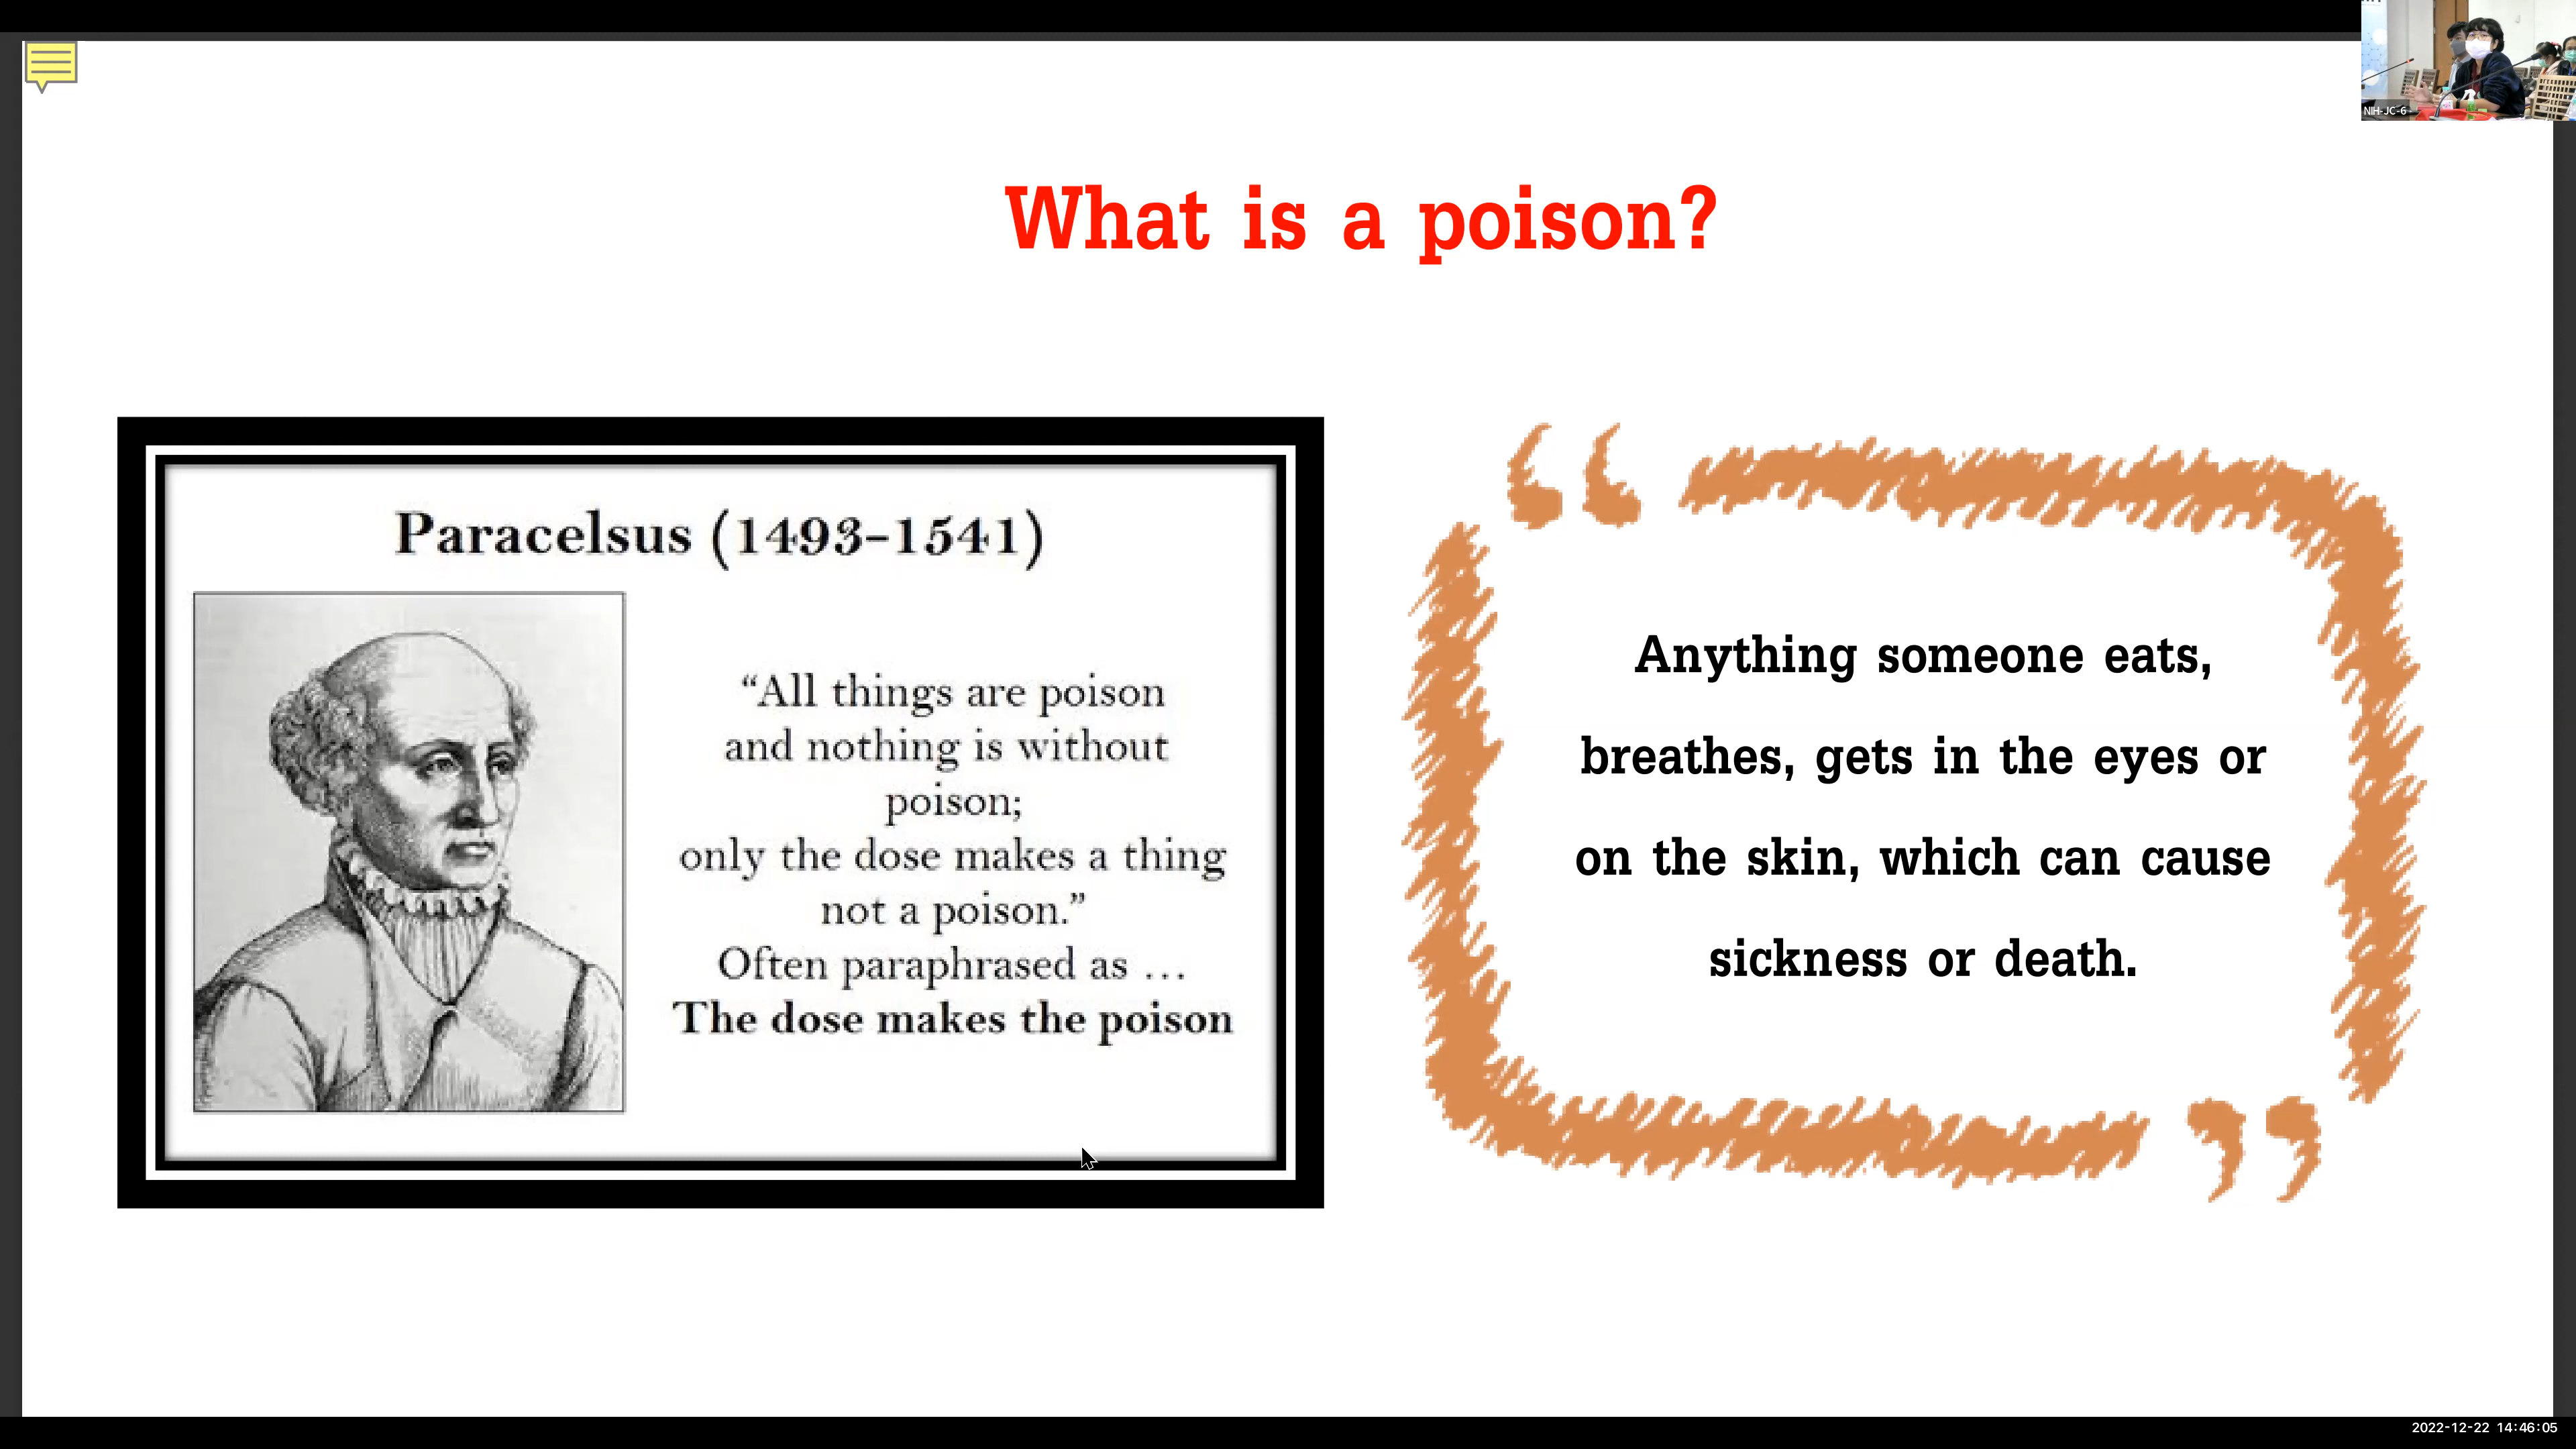 NIH-JC-6
What is a poison?
Paracelsus (1493–1541)
“All things are poison
and nothing is without
poison;
only the dose makes a thing
not a poison.”
Often paraphrased as …
The dose makes the poison
“
Anything someone eats,
breathes, gets in the eyes or
on the skin, which can cause
sickness or death.
”
2022-12-22 14:46:05